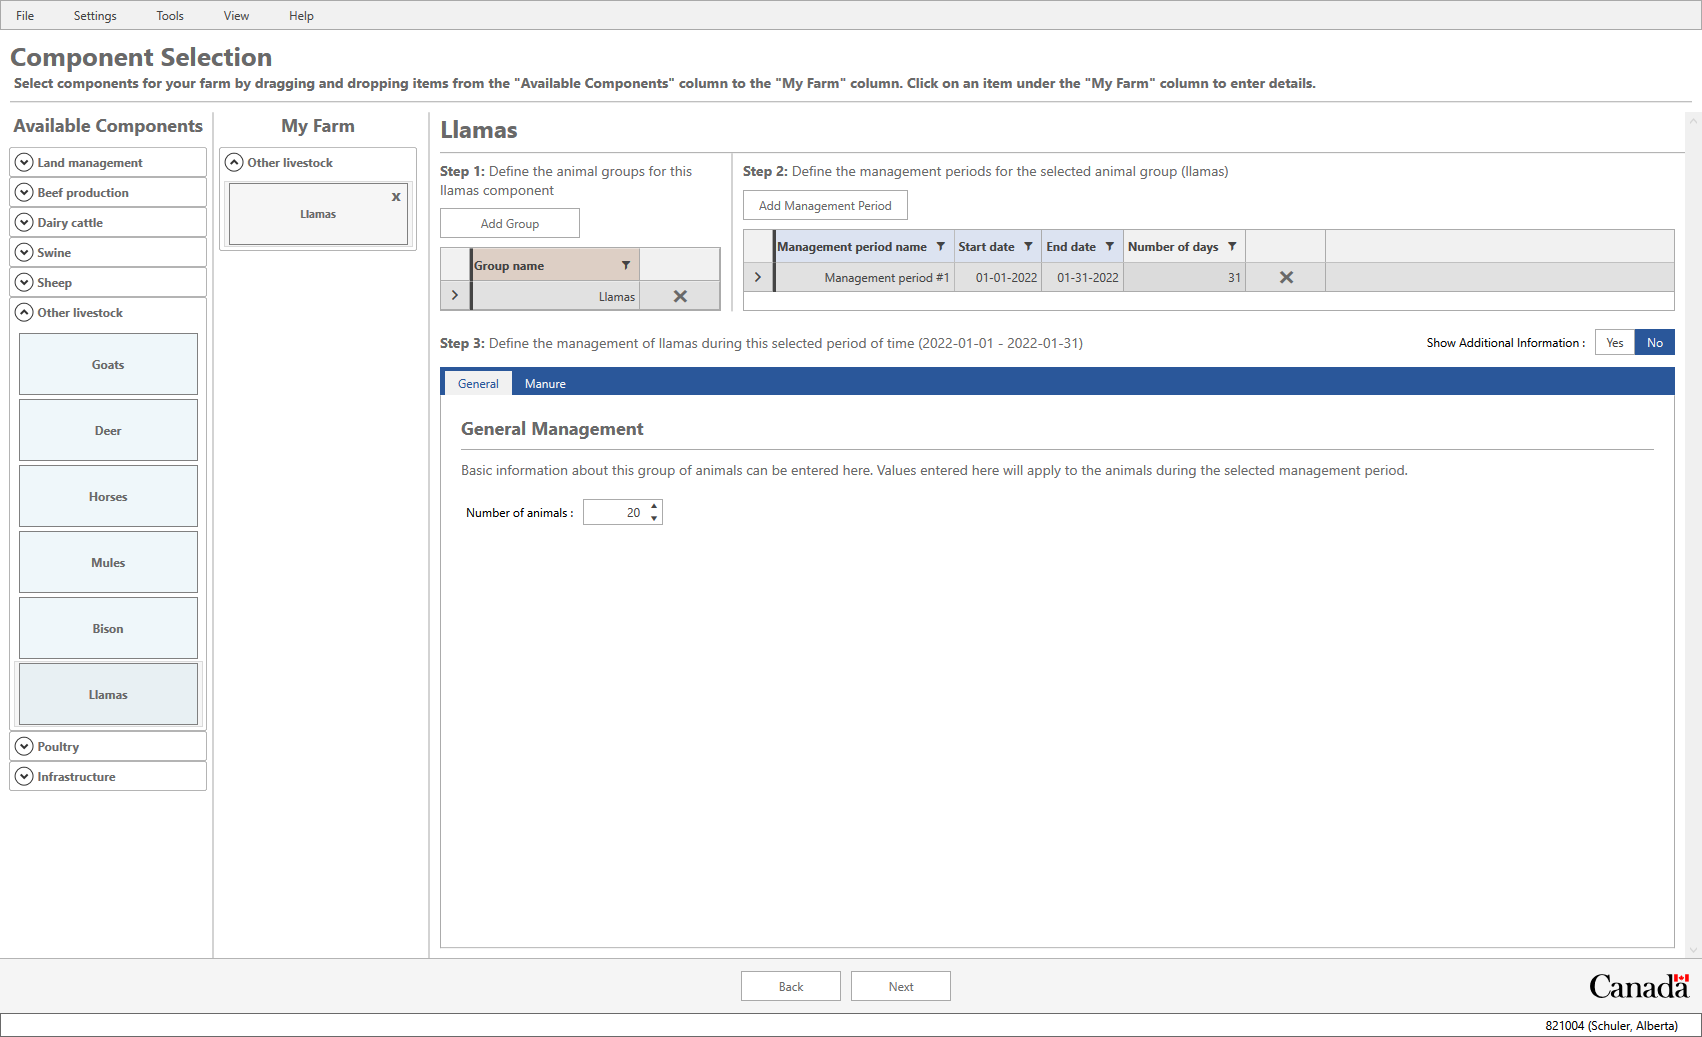 File Settings Tools View Help
Component Selection
Select components for your farm by dragging and dropping items from the "Available Components" column to the "My Farm" column. Click on an item under the "My Farm" column to enter details.
Available Components
Land management
Beef production
Dairy cattle
Swine
Sheep
Other livestock
Goats
Deer
Horses
Mules
Bison
Llamas
Poultry
Infrastructure
My Farm
Other livestock
x
Llamas
Llamas
Step 1: Define the animal groups for this
llamas component
Add Group
Group name
Llamas
Step 2: Define the management periods for the selected animal group (llamas)
Add Management Period
Management period name Start date End date Number of days
Management period #1 01-01-2022 01-31-2022 31
Step 3: Define the management of llamas during this selected period of time (2022-01-01 - 2022-01-31)
Show Additional Information : Yes No
General Manure
General Management
Basic information about this group of animals can be entered here. Values entered here will apply to the animals during the selected management period.
Number of animals : 20
Back Next
Canada
821004 (Schuler, Alberta)